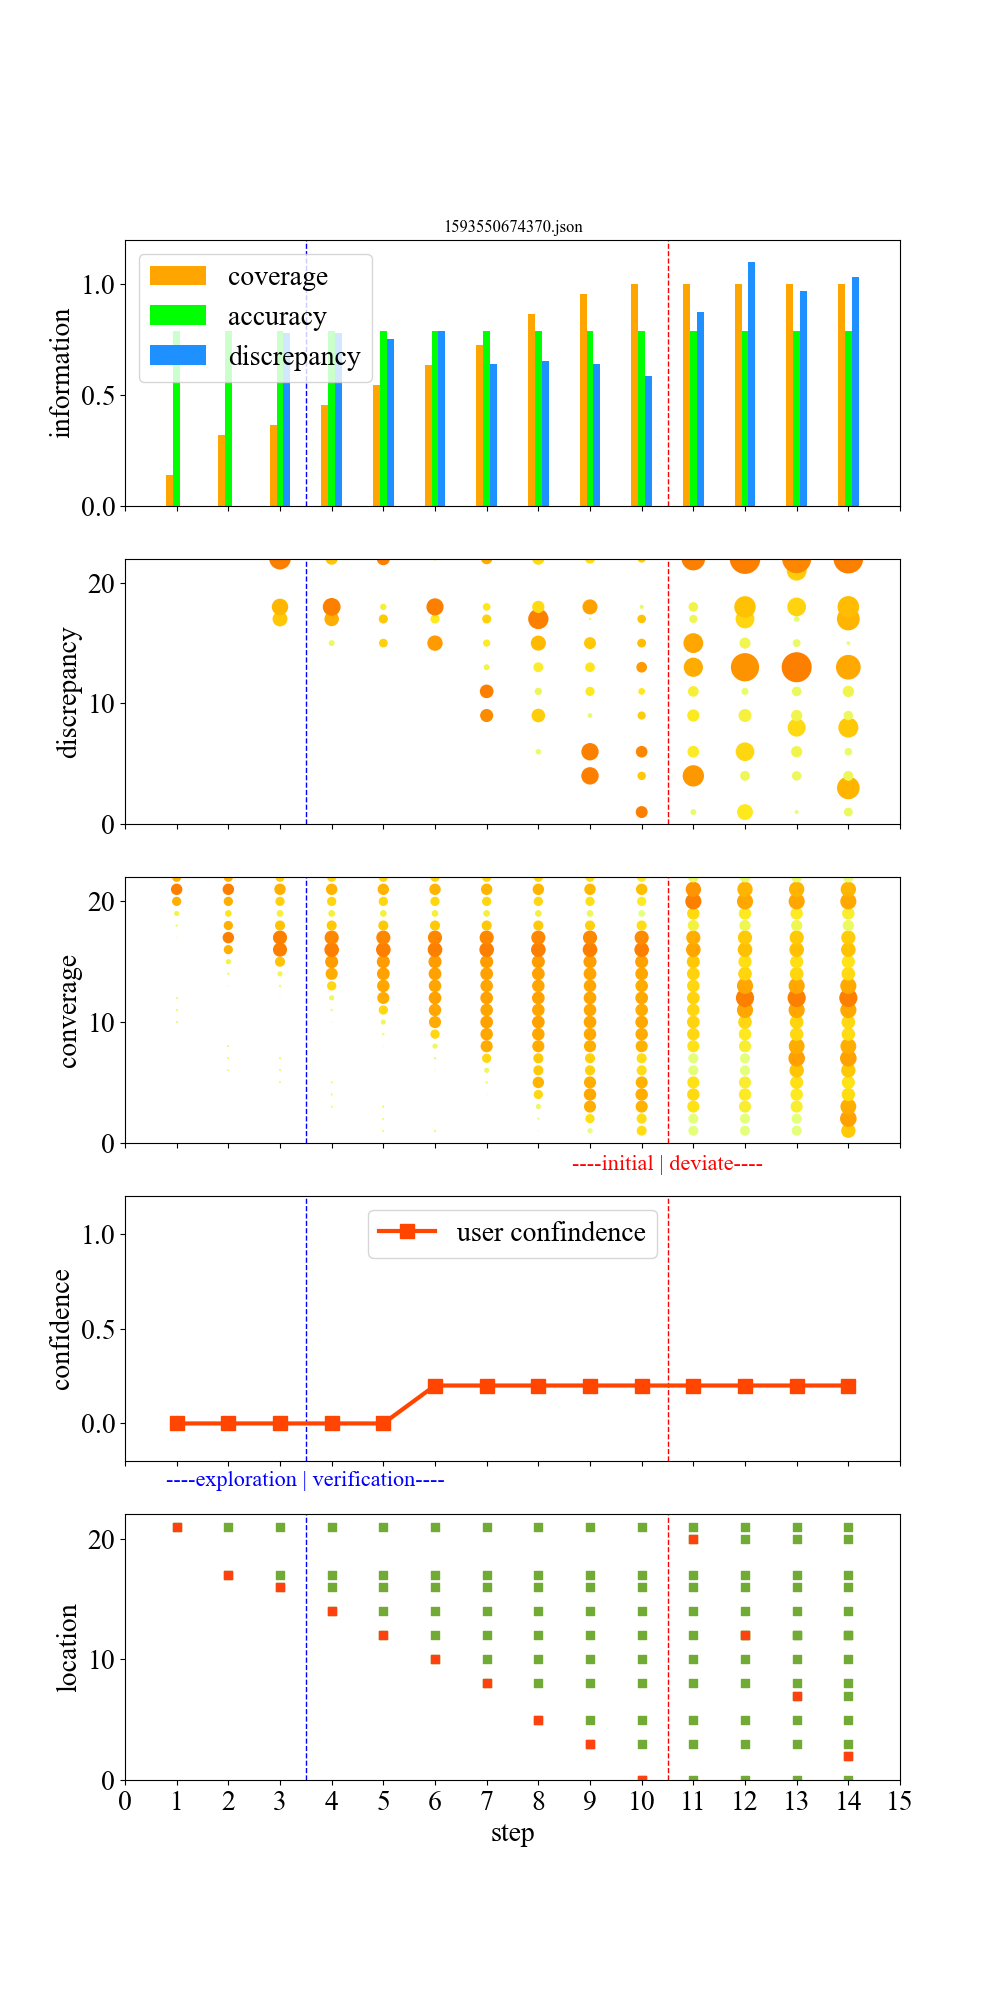 1593550674370.json
coverage
accuracy
discrepancy
information
1.0
0.5
0.0
discrepancy
20
10
0
converage
20
10
0
----initial | deviate----
user confindence
confidence
1.0
0.5
0.0
----exploration | verification----
location
20
10
0
0 1 2 3 4 5 6 7 8 9 10 11 12 13 14 15
step